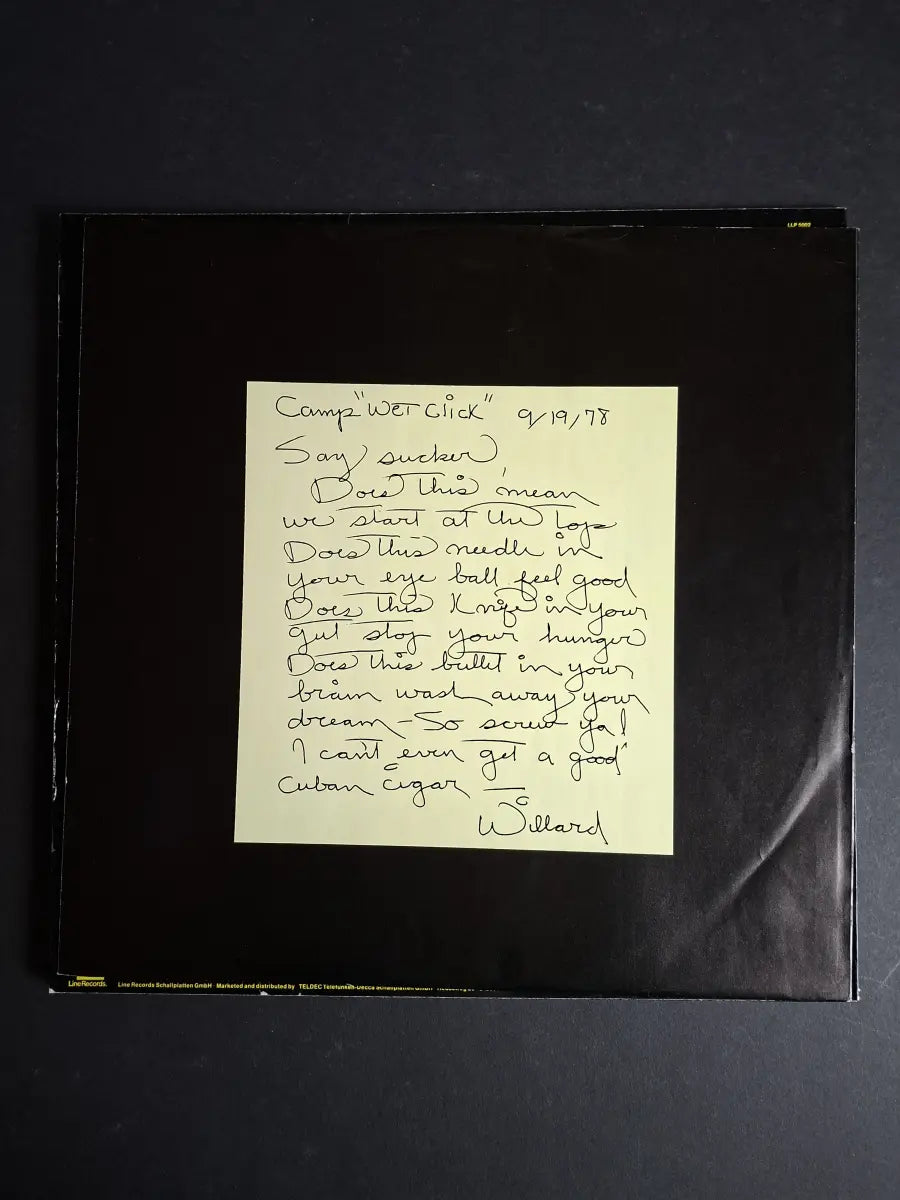 LLP 5003
Camp "WET Click" 9/19/78
Say sucker
Does this mean
we start at the top
Does this needle in
your eye ball feel good
Does this Knife in your
gut stop your hunger
Does this bullet in your
brain wash away your
dream - So screw ya!
I can't even get a good
Cuban cigar —
Willard
LineRecords.
Line Records Schallplatten GmbH · Marketed and distributed by TELDEC Telefunken-Decca Schallplatten GmbH